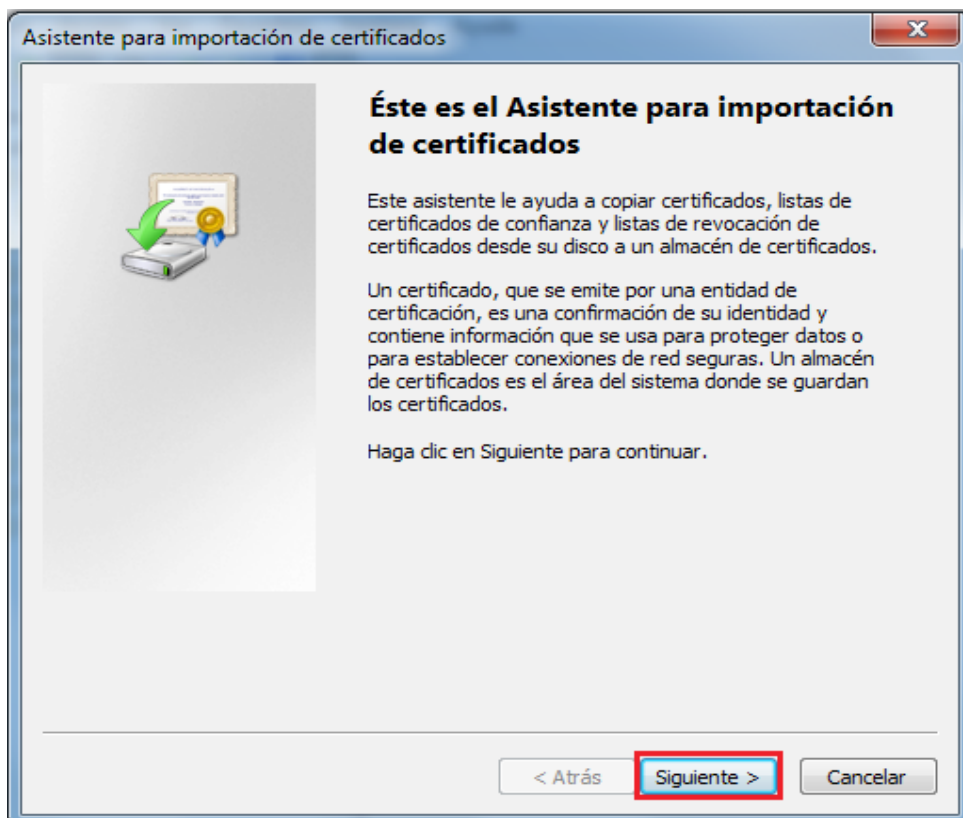 Asistente para importación de certificados
Éste es el Asistente para importación
de certificados
Este asistente le ayuda a copiar certificados, listas de
certificados de confianza y listas de revocación de
certificados desde su disco a un almacén de certificados.
Un certificado, que se emite por una entidad de
certificación, es una confirmación de su identidad y
contiene información que se usa para proteger datos o
para establecer conexiones de red seguras. Un almacén
de certificados es el área del sistema donde se guardan
los certificados.
Haga clic en Siguiente para continuar.
< Atrás
Siguiente >
Cancelar